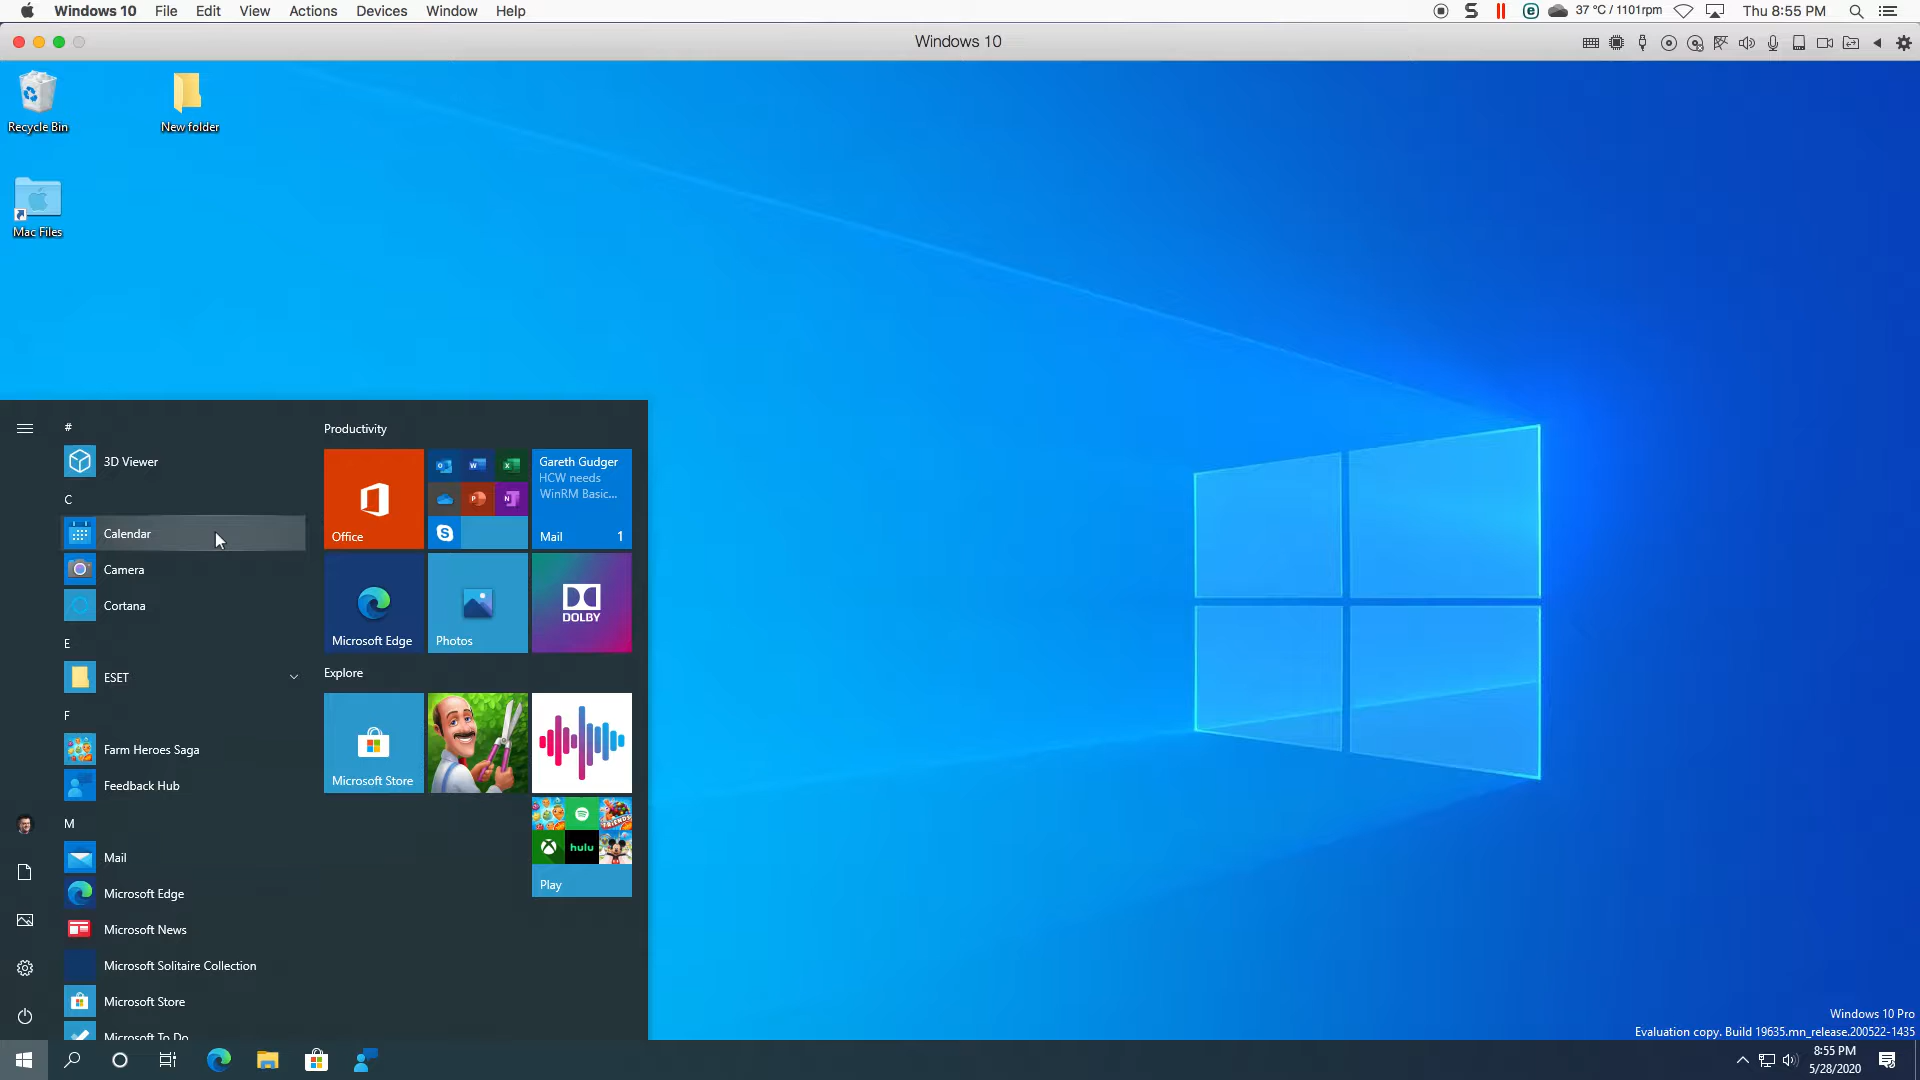 Windows 10 File Edit View Actions Devices Window Help
37 °C / 1101rpm Thu 8:55 PM
Windows 10
Recycle Bin
New folder
Mac Files
#
3D Viewer
C
Calendar
Camera
Cortana
E
ESET
F
Farm Heroes Saga
Feedback Hub
M
Mail
Microsoft Edge
Microsoft News
Microsoft Solitaire Collection
Microsoft Store
Microsoft To Do
Productivity
Office
Gareth Gudger
HCW needs
WinRM Basic...
Mail 1
Microsoft Edge
Photos
DOLBY
Explore
Microsoft Store
FRIENDS
hulu
Play
Windows 10 Pro
Evaluation copy. Build 19635.mn_release.200522-1435
8:55 PM
5/28/2020